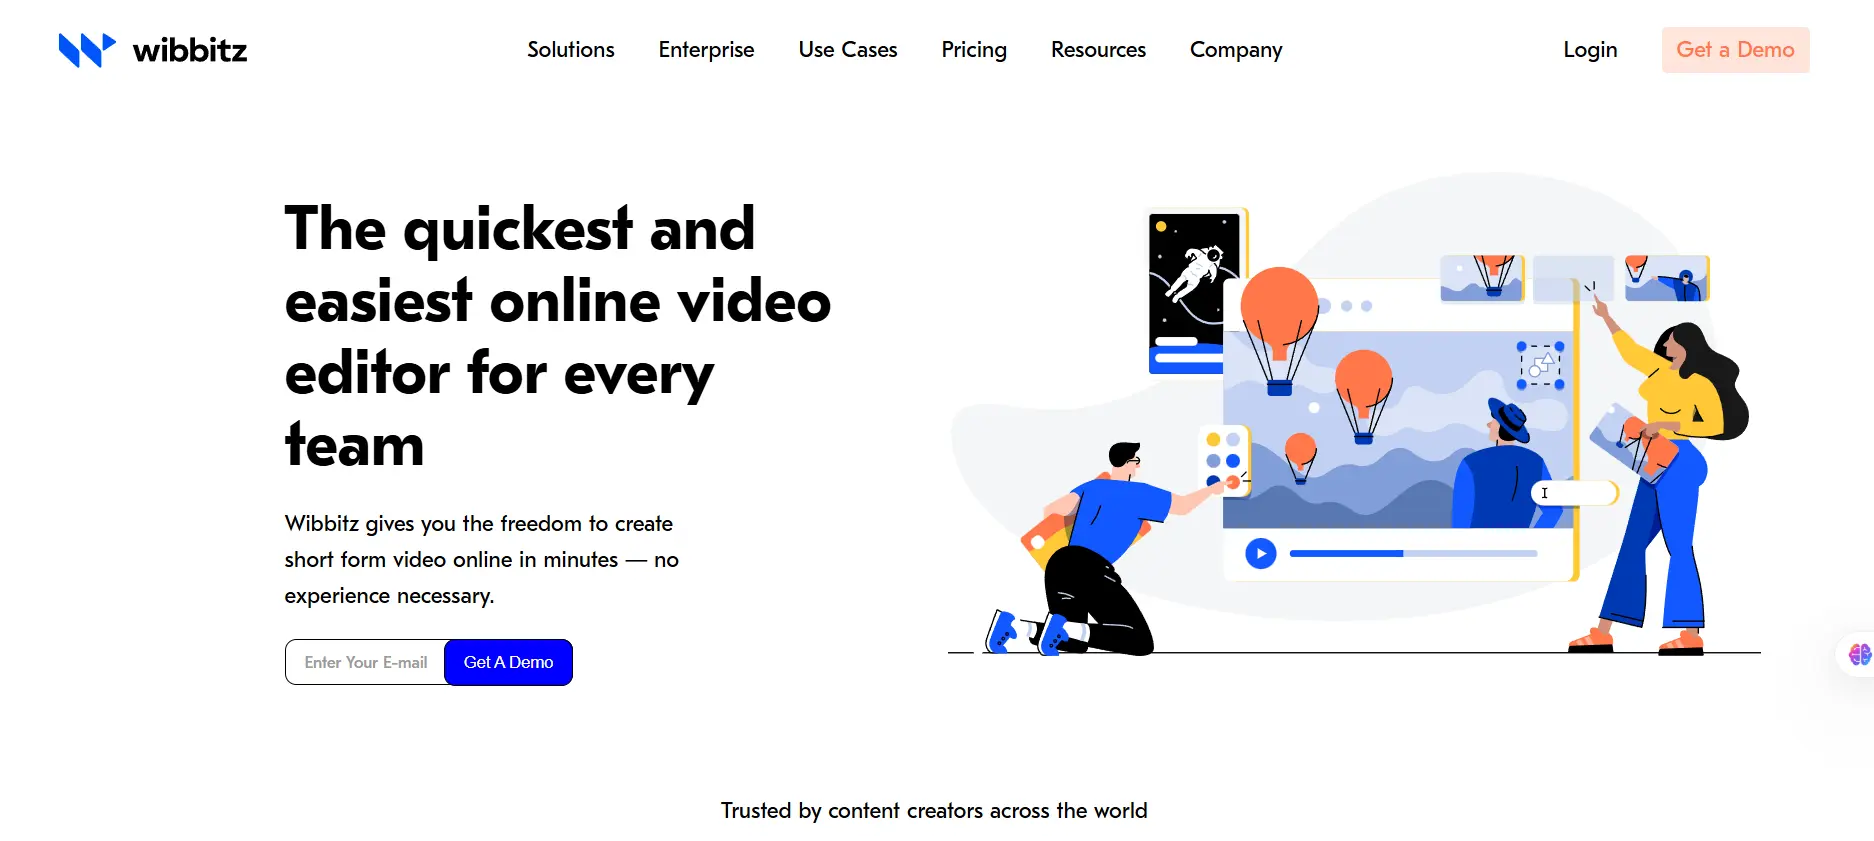 wibbitz
Solutions
Enterprise
Use Cases
Pricing
Resources
Company
Login
Get a Demo
The quickest and
easiest online video
editor for every
team
Wibbitz gives you the freedom to create
short form video online in minutes — no
experience necessary.
Enter Your E-mail
Get A Demo
Trusted by content creators across the world